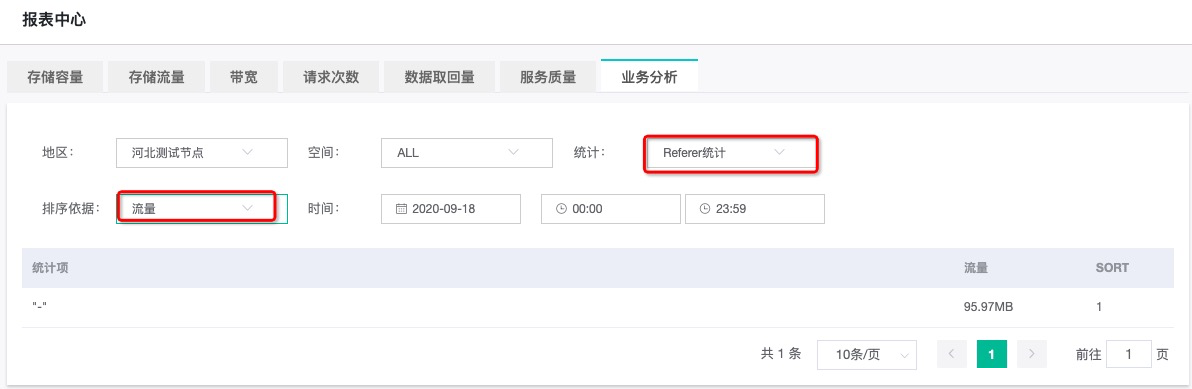 报表中心
存储容量 存储流量 带宽 请求次数 数据取回量 服务质量 业务分析
地区： 河北测试节点 空间： ALL 统计： Referer统计
排序依据： 流量 时间： 2020-09-18 00:00 23:59
统计项 流量 SORT
"-" 95.97MB 1
共 1 条 10条/页 1 前往 1 页